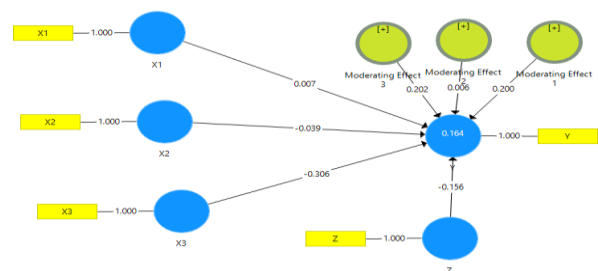 X1
1.000
X1
X2
1.000
X2
X3
1.000
X3
0.007
-0.039
-0.306
[+]
[+]
[+]
Moderating Effect
3
Moderating Effect
2
Moderating Effect
1
0.202
0.006
0.200
0.164
1.000
Y
Y
-0.156
Z
1.000
Z